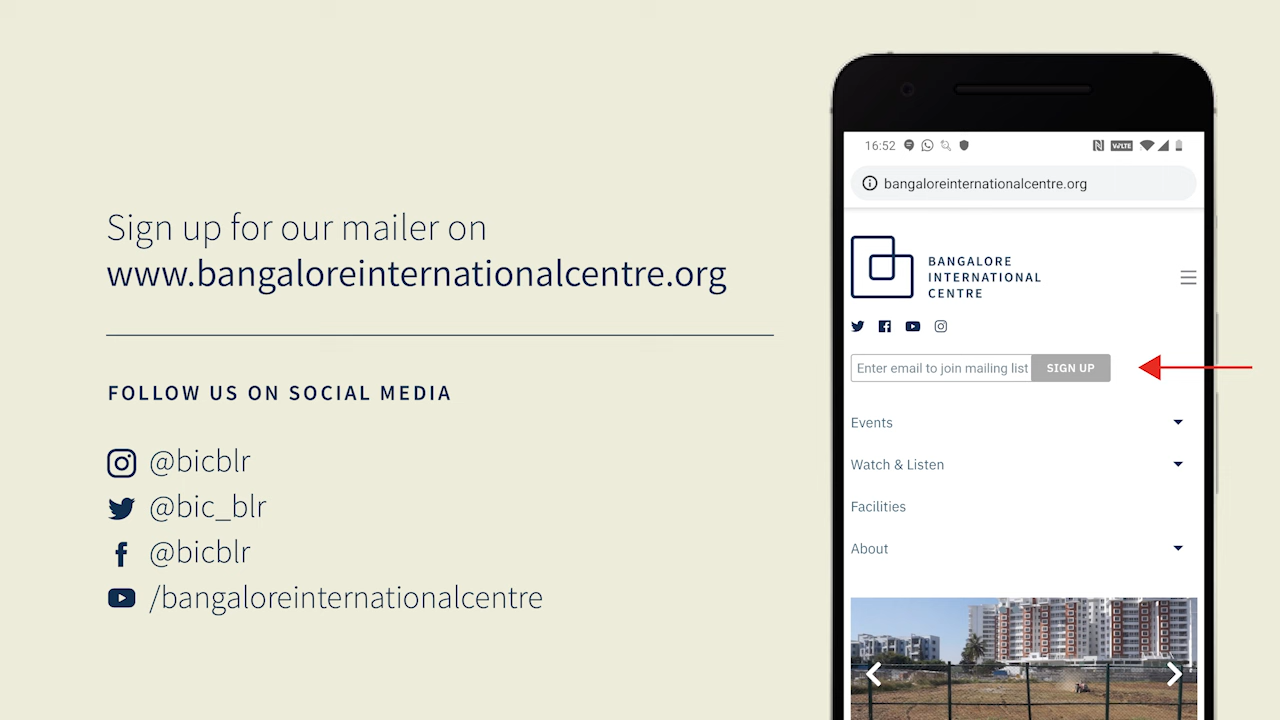 Sign up for our mailer on
www.bangaloreinternationalcentre.org
FOLLOW US ON SOCIAL MEDIA
@bicblr
@bic_blr
@bicblr
/bangaloreinternationalcentre
16:52
VoLTE
bangaloreinternationalcentre.org
BANGALORE
INTERNATIONAL
CENTRE
Enter email to join mailing list
SIGN UP
Events
Watch & Listen
Facilities
About